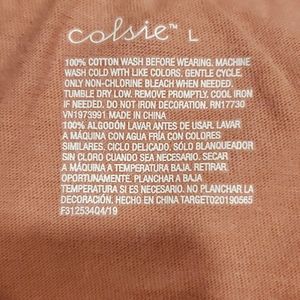 colsie™ L
100% COTTON WASH BEFORE WEARING. MACHINE
WASH COLD WITH LIKE COLORS. GENTLE CYCLE.
ONLY NON-CHLORINE BLEACH WHEN NEEDED.
TUMBLE DRY LOW. REMOVE PROMPTLY. COOL IRON
IF NEEDED. DO NOT IRON DECORATION. RN17730
VN1973991 MADE IN CHINA
100% ALGODÓN LAVAR ANTES DE USAR. LAVAR
A MÁQUINA CON AGUA FRÍA CON COLORES
SIMILARES. CICLO DELICADO. SÓLO BLANQUEADOR
SIN CLORO CUANDO SEA NECESARIO. SECAR
A MÁQUINA A TEMPERATURA BAJA. RETIRAR
OPORTUNAMENTE. PLANCHAR A BAJA
TEMPERATURA SI ES NECESARIO. NO PLANCHAR LA
DECORACIÓN. HECHO EN CHINA TARGET020190565
F312534Q4/19